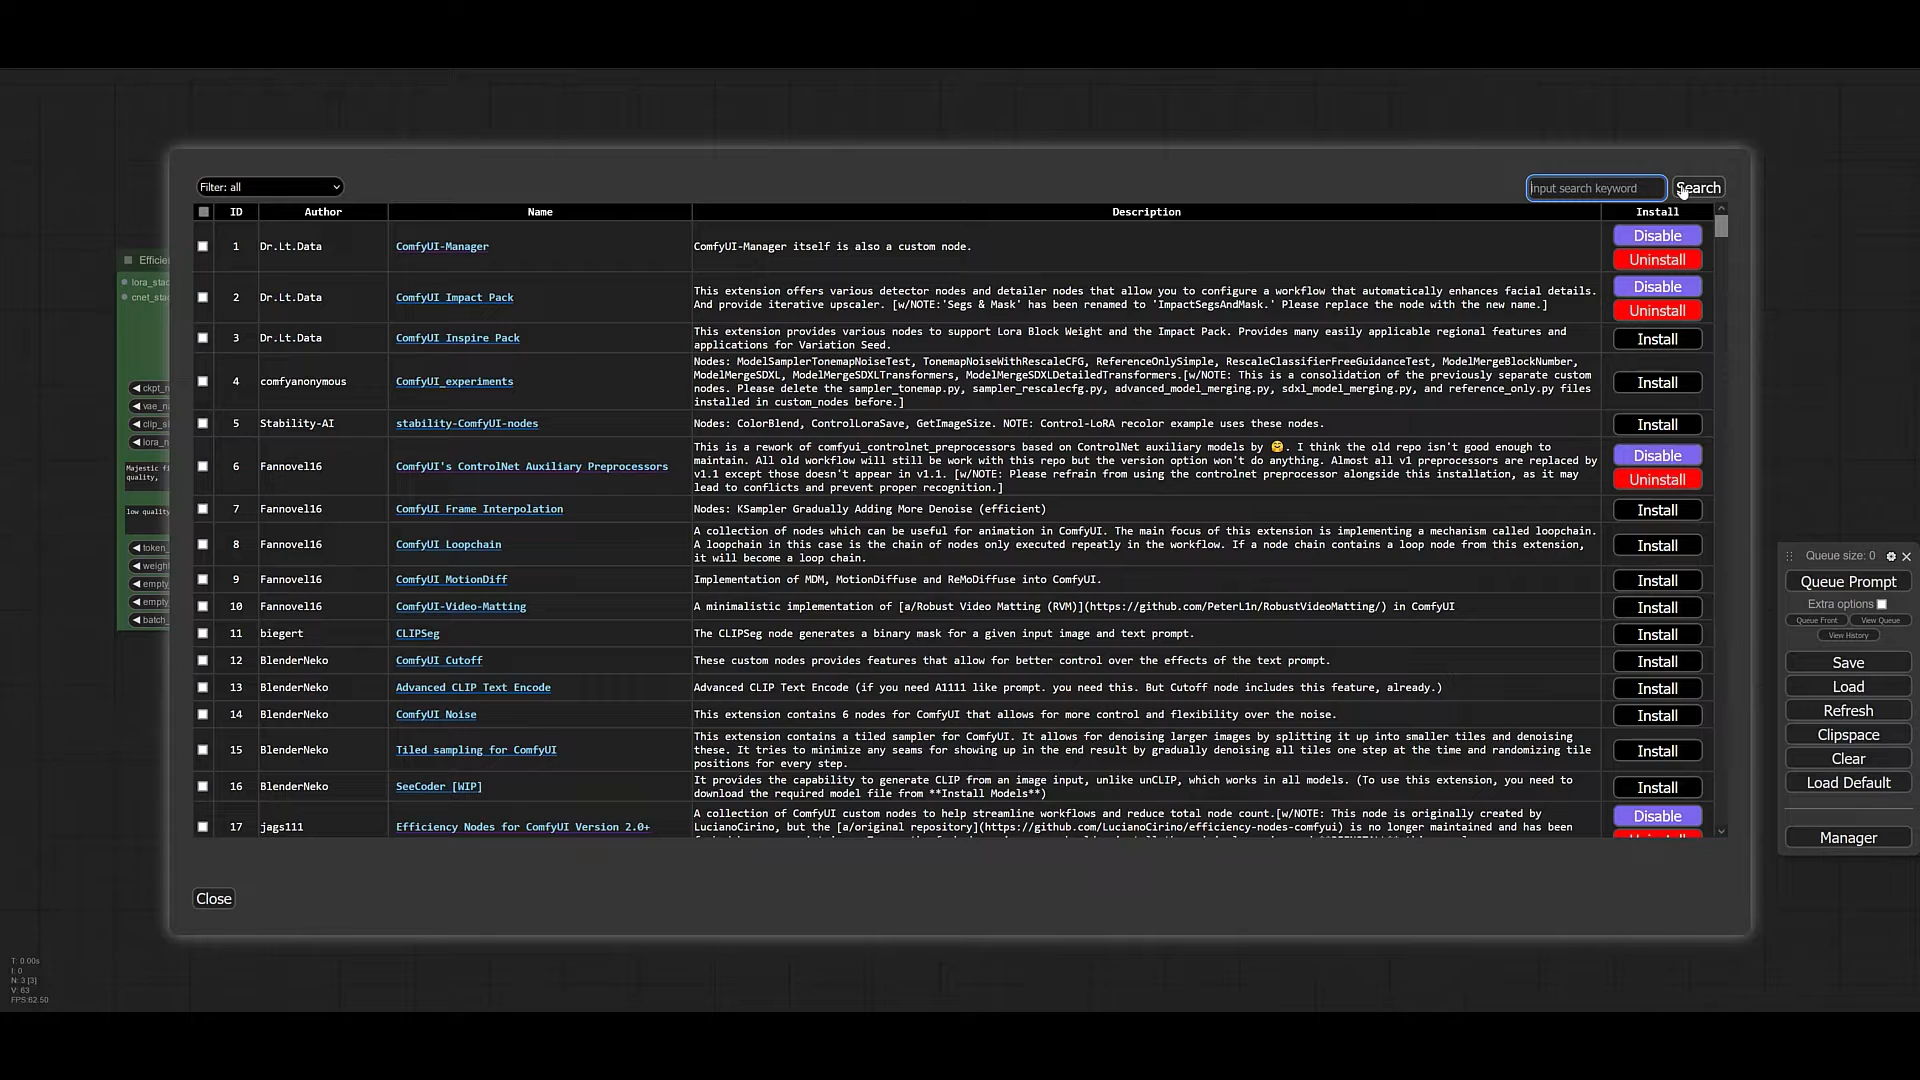 Filter: all
input search keyword
Search
ID
Author
Name
Description
Install
1
Dr.Lt.Data
ComfyUI-Manager
ComfyUI-Manager itself is also a custom node.
Disable
Uninstall
2
Dr.Lt.Data
ComfyUI Impact Pack
This extension offers various detector nodes and detailer nodes that allow you to configure a workflow that automatically enhances facial details.
And provide iterative upscaler. [w/NOTE:'Segs & Mask' has been renamed to 'ImpactSegsAndMask.' Please replace the node with the new name.]
Disable
Uninstall
3
Dr.Lt.Data
ComfyUI Inspire Pack
This extension provides various nodes to support Lora Block Weight and the Impact Pack. Provides many easily applicable regional features and
applications for Variation Seed.
Install
4
comfyanonymous
ComfyUI_experiments
Nodes: ModelSamplerTonemapNoiseTest, TonemapNoiseWithRescaleCFG, ReferenceOnlySimple, RescaleClassifierFreeGuidanceTest, ModelMergeBlockNumber,
ModelMergeSDXL, ModelMergeSDXLTransformers, ModelMergeSDXLDetailedTransformers.[w/NOTE: This is a consolidation of the previously separate custom
nodes. Please delete the sampler_tonemap.py, sampler_rescalecfg.py, advanced_model_merging.py, sdxl_model_merging.py, and reference_only.py files
installed in custom_nodes before.]
Install
5
Stability-AI
stability-ComfyUI-nodes
Nodes: ColorBlend, ControlLoraSave, GetImageSize. NOTE: Control-LoRA recolor example uses these nodes.
Install
6
Fannovel16
ComfyUI's ControlNet Auxiliary Preprocessors
This is a rework of comfyui_controlnet_preprocessors based on ControlNet auxiliary models by 🤗. I think the old repo isn't good enough to
maintain. All old workflow will still be work with this repo but the version option won't do anything. Almost all v1 preprocessors are replaced by
v1.1 except those doesn't appear in v1.1. [w/NOTE: Please refrain from using the controlnet preprocessor alongside this installation, as it may
lead to conflicts and prevent proper recognition.]
Disable
Uninstall
7
Fannovel16
ComfyUI Frame Interpolation
Nodes: KSampler Gradually Adding More Denoise (efficient)
Install
8
Fannovel16
ComfyUI Loopchain
A collection of nodes which can be useful for animation in ComfyUI. The main focus of this extension is implementing a mechanism called loopchain.
A loopchain in this case is the chain of nodes only executed repeatly in the workflow. If a node chain contains a loop node from this extension,
it will become a loop chain.
Install
9
Fannovel16
ComfyUI MotionDiff
Implementation of MDM, MotionDiffuse and ReMoDiffuse into ComfyUI.
Install
10
Fannovel16
ComfyUI-Video-Matting
A minimalistic implementation of [a/Robust Video Matting (RVM)](https://github.com/PeterL1n/RobustVideoMatting/) in ComfyUI
Install
11
biegert
CLIPSeg
The CLIPSeg node generates a binary mask for a given input image and text prompt.
Install
12
BlenderNeko
ComfyUI Cutoff
These custom nodes provides features that allow for better control over the effects of the text prompt.
Install
13
BlenderNeko
Advanced CLIP Text Encode
Advanced CLIP Text Encode (if you need A1111 like prompt. you need this. But Cutoff node includes this feature, already.)
Install
14
BlenderNeko
ComfyUI Noise
This extension contains 6 nodes for ComfyUI that allows for more control and flexibility over the noise.
Install
15
BlenderNeko
Tiled sampling for ComfyUI
This extension contains a tiled sampler for ComfyUI. It allows for denoising larger images by splitting it up into smaller tiles and denoising
these. It tries to minimize any seams for showing up in the end result by gradually denoising all tiles one step at the time and randomizing tile
positions for every step.
Install
16
BlenderNeko
SeeCoder [WIP]
It provides the capability to generate CLIP from an image input, unlike unCLIP, which works in all models. (To use this extension, you need to
download the required model file from **Install Models**)
Install
17
jags111
Efficiency Nodes for ComfyUI Version 2.0+
A collection of ComfyUI custom nodes to help streamline workflows and reduce total node count.[w/NOTE: This node is originally created by
LucianoCirino, but the [a/original repository](https://github.com/LucianoCirino/efficiency-nodes-comfyui) is no longer maintained and has been
Disable
Close
Efficie
lora_stac
cnet_stac
ckpt_n
vae_na
clip_s
lora_n
Majestic f
quality,
low quality
token_
weight
empty
empty
batch_
Queue size: 0
Queue Prompt
Extra options
Queue Front
View Queue
View History
Save
Load
Refresh
Clipspace
Clear
Load Default
Manager
T: 0.00s
I: 0
N: 3 [3]
V: 63
FPS:62.50